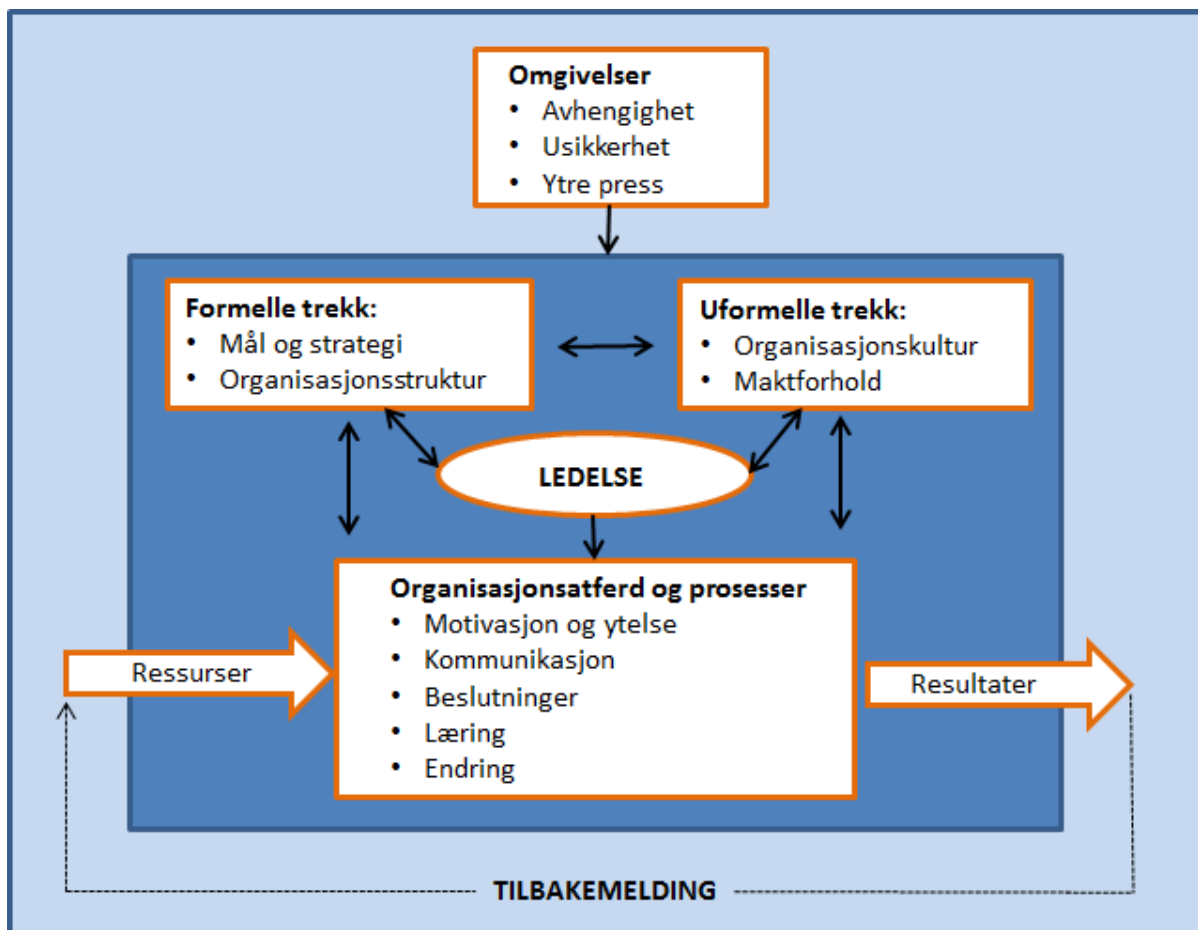 Omgivelser
• Avhengighet
• Usikkerhet
• Ytre press
Formelle trekk:
• Mål og strategi
• Organisasjonsstruktur
Uformelle trekk:
• Organisasjonskultur
• Maktforhold
LEDELSE
Organisasjonsatferd og prosesser
• Motivasjon og ytelse
• Kommunikasjon
• Beslutninger
• Læring
• Endring
Ressurser
Resultater
TILBAKEMELDING